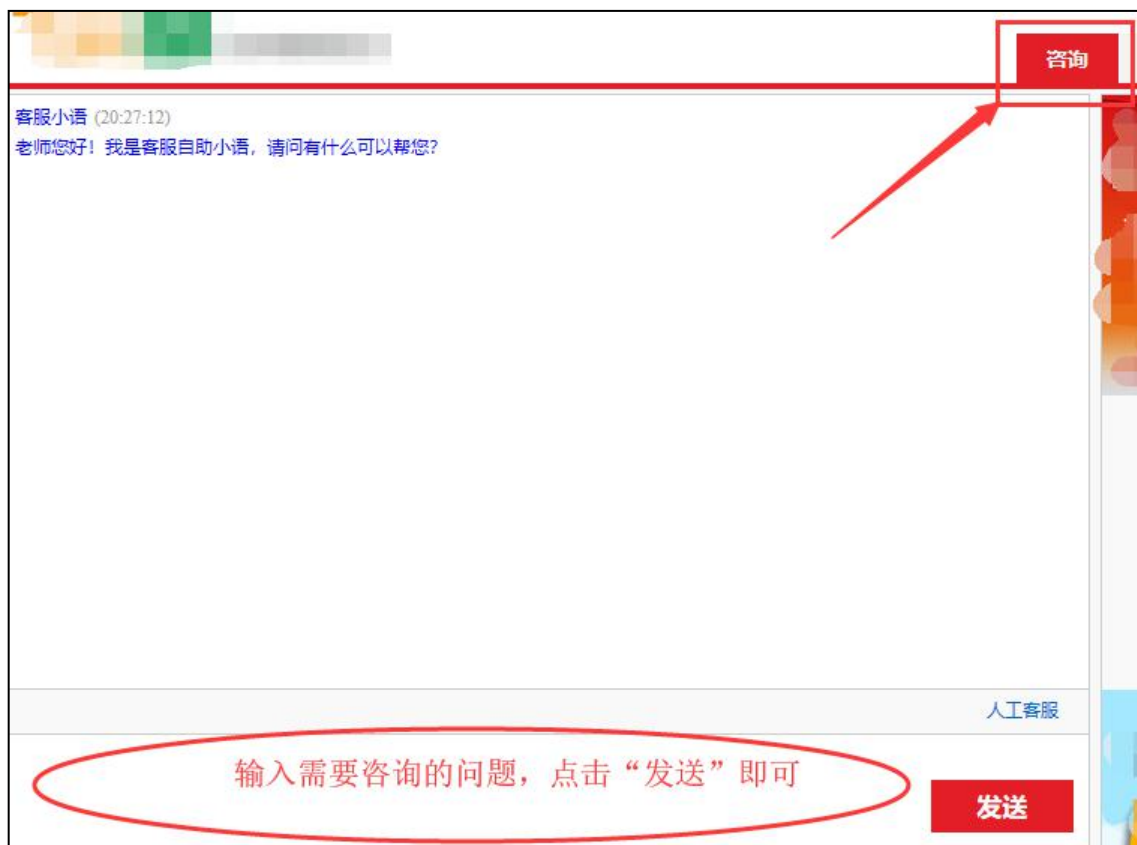 咨询
客服小语 (20:27:12)
老师您好！我是客服自助小语，请问有什么可以帮您？
人工客服
输入需要咨询的问题，点击“发送”即可
发送